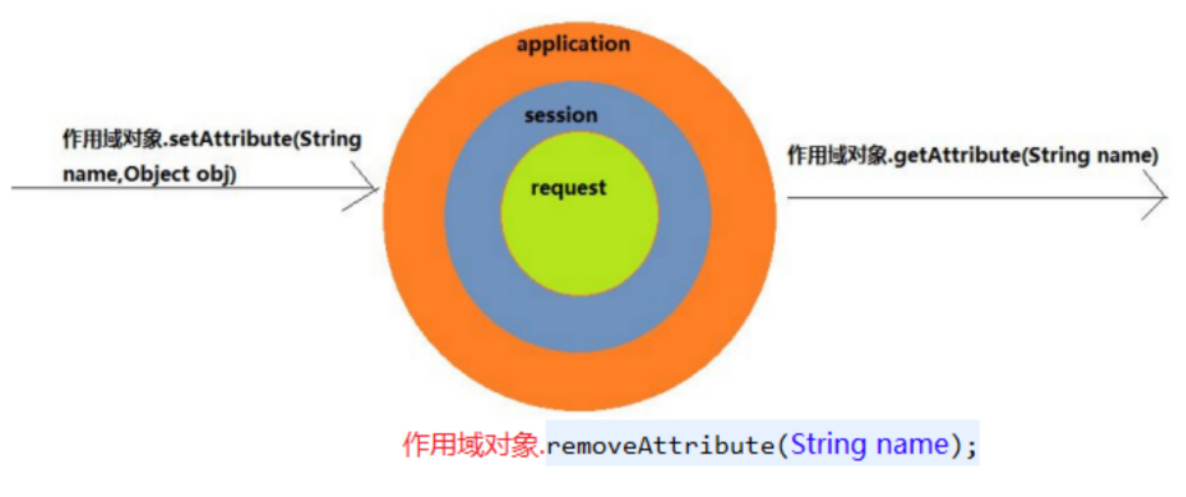 application
session
request
作用域对象.setAttribute(String
name,Object obj)
作用域对象.getAttribute(String name)
作用域对象.removeAttribute(String name);